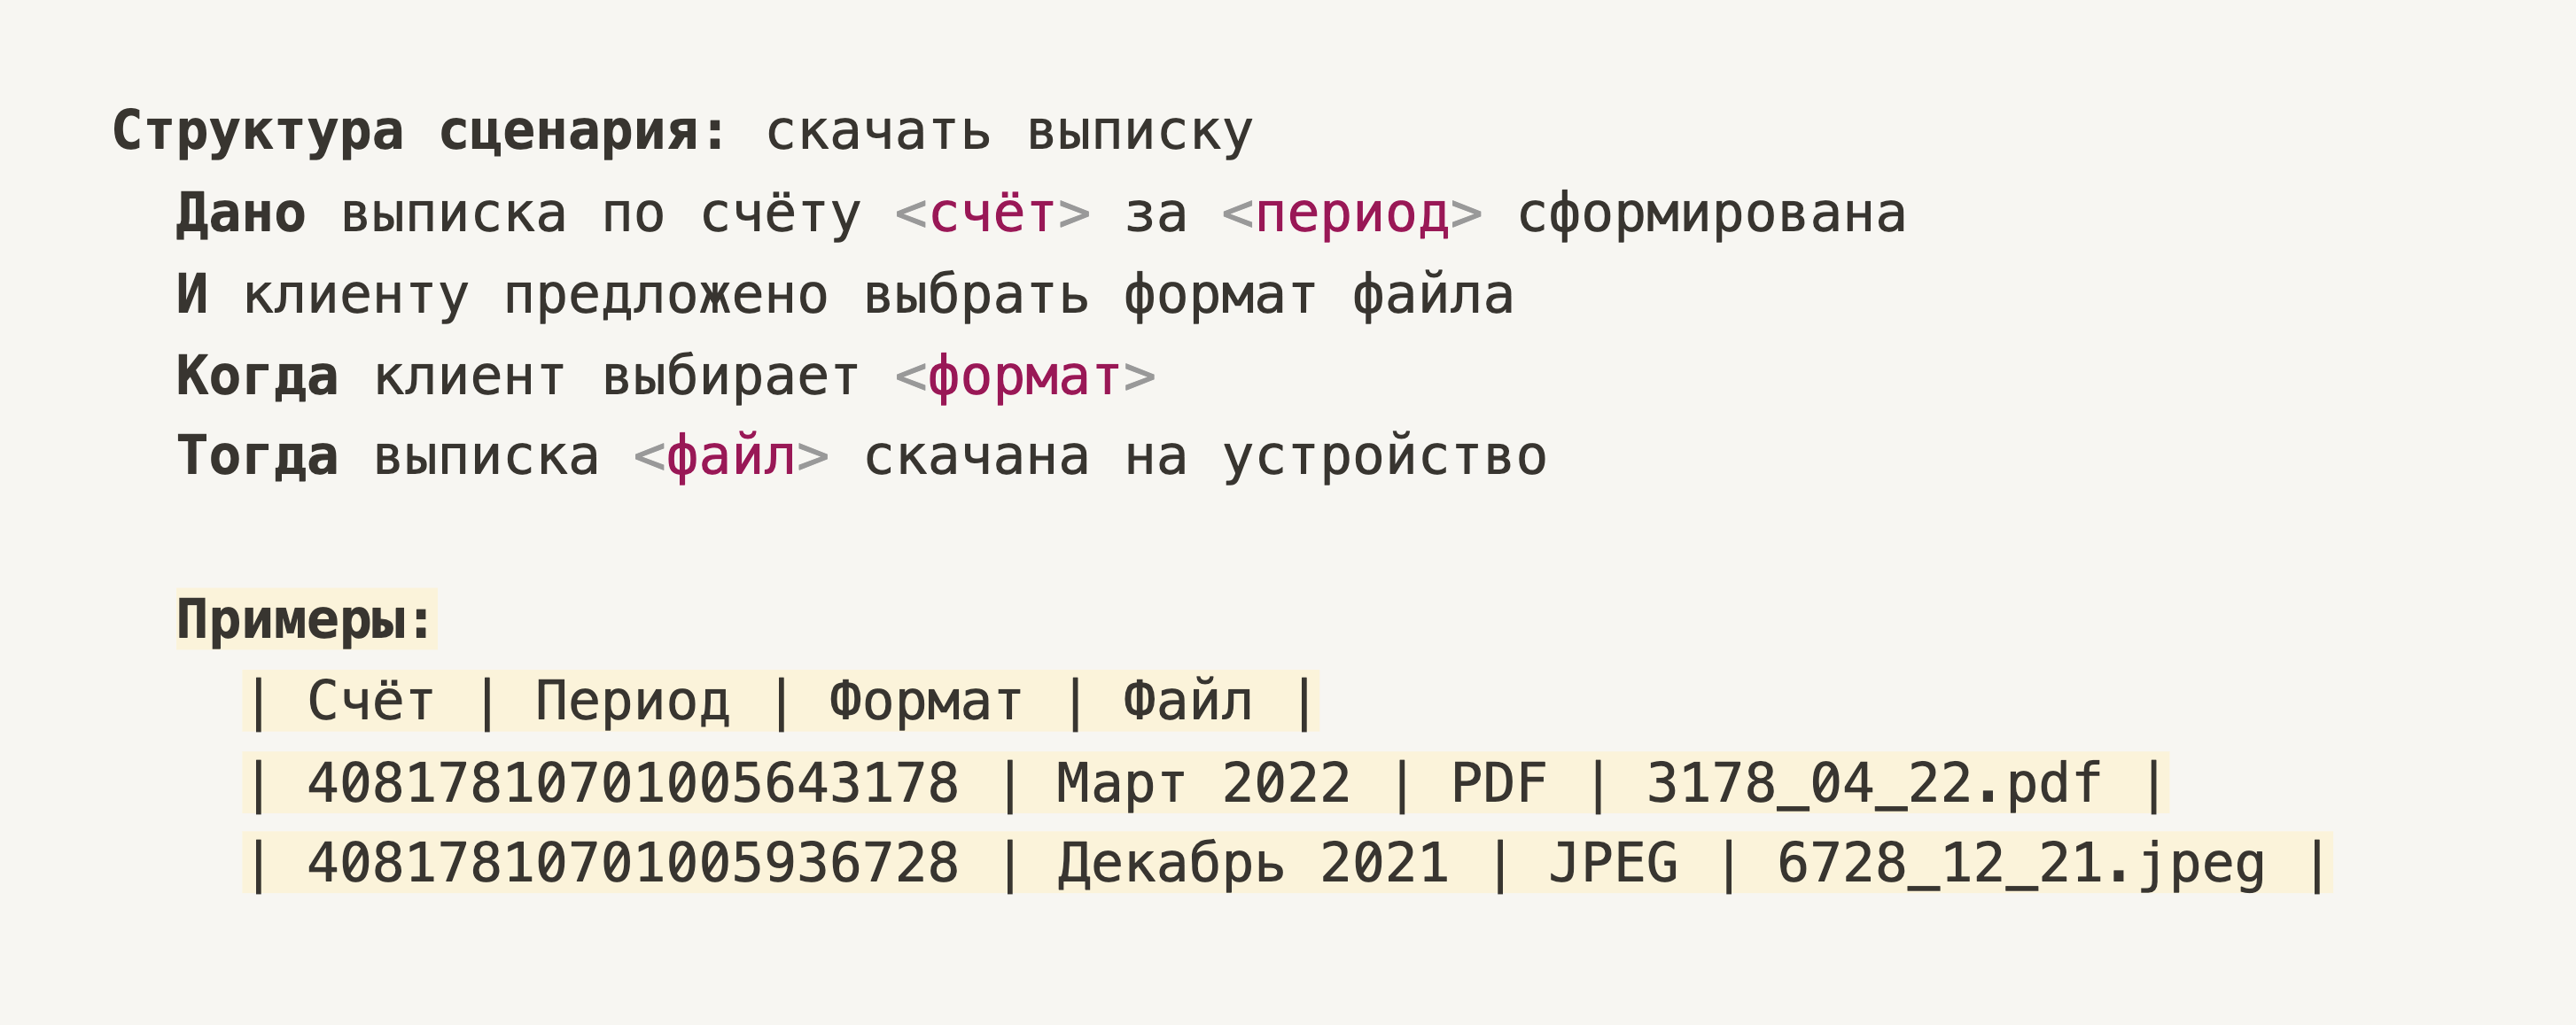 Структура сценария: скачать выписку
Дано выписка по счёту <счёт> за <период> сформирована
И клиенту предложено выбрать формат файла
Когда клиент выбирает <формат>
Тогда выписка <файл> скачана на устройство
Примеры:
| Счёт | Период | Формат | Файл |
| 40817810701005643178 | Март 2022 | PDF | 3178_04_22.pdf |
| 40817810701005936728 | Декабрь 2021 | JPEG | 6728_12_21.jpeg |